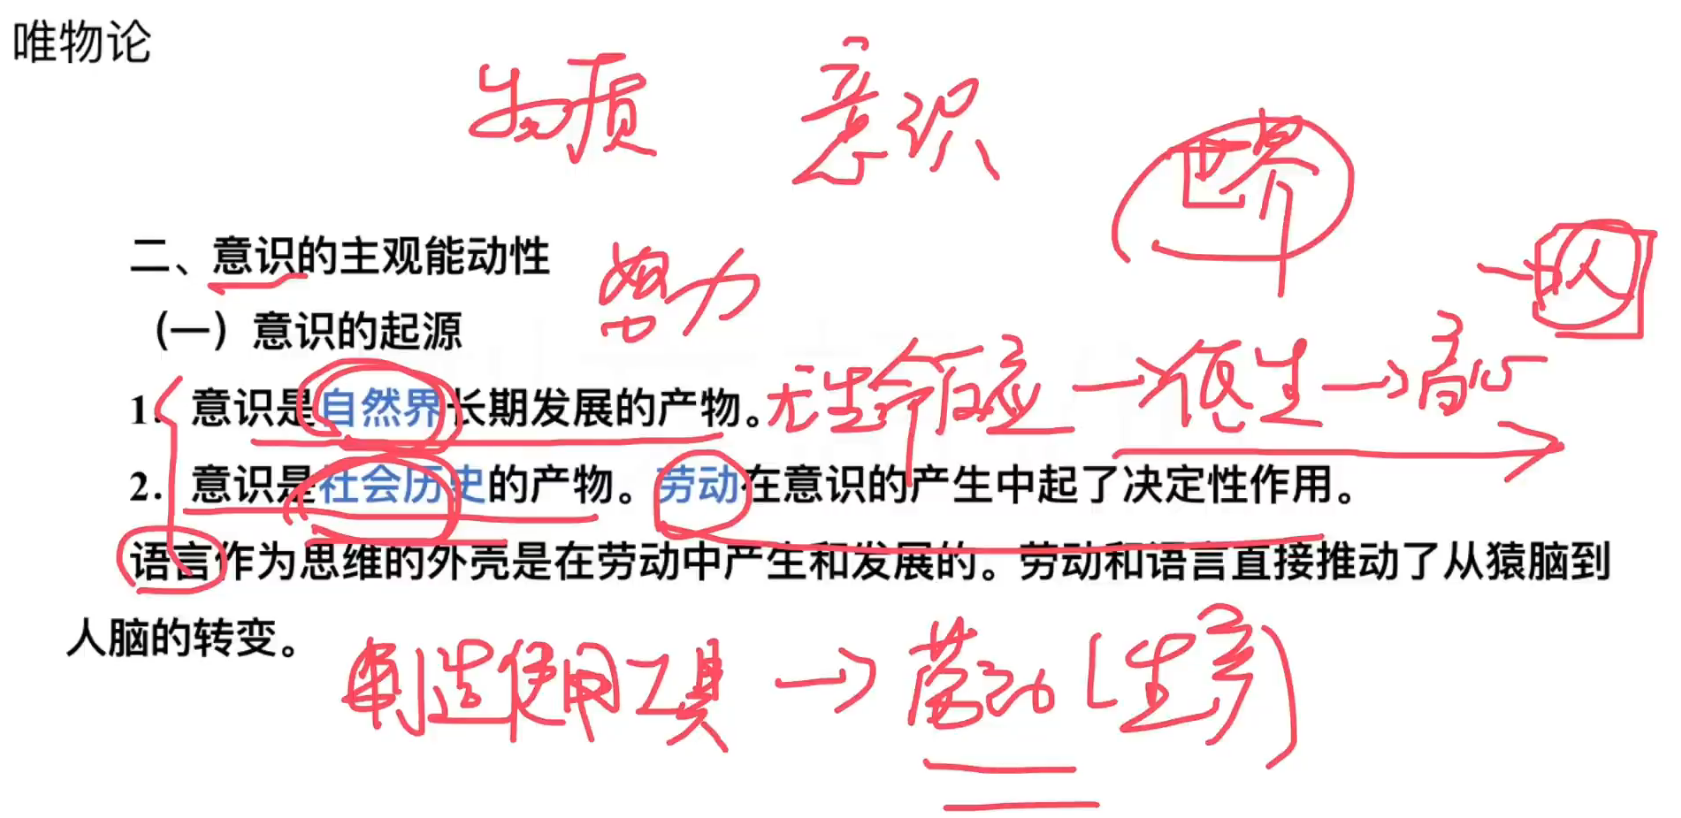 唯物论
物质 意识
世界
二、意识的主观能动性
努力
人
（一）意识的起源
1. 意识是自然界长期发展的产物。
无生命反应→低生→高心
2. 意识是社会历史的产物。劳动在意识的产生中起了决定性作用。
语言作为思维的外壳是在劳动中产生和发展的。劳动和语言直接推动了从猿脑到
人脑的转变。
制造使用工具→劳动(生产)